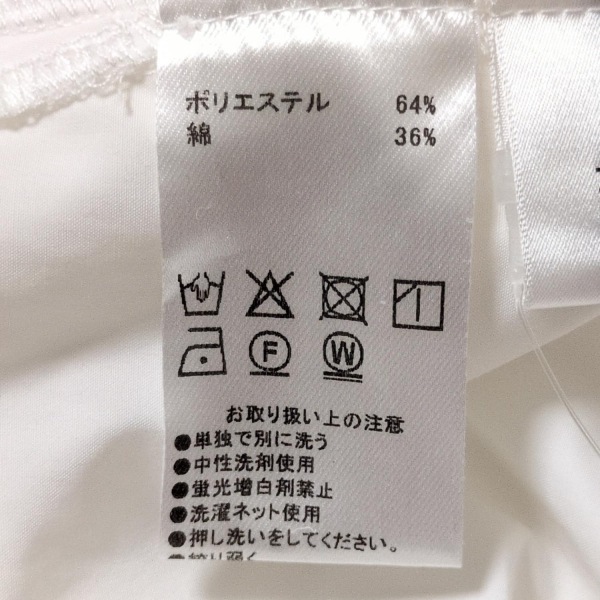 ポリエステル 64%
綿 36%
F W
お取り扱い上の注意
●単独で別に洗う
●中性洗剤使用
●蛍光増白剤禁止
●洗濯ネット使用
●押し洗いをしてください。